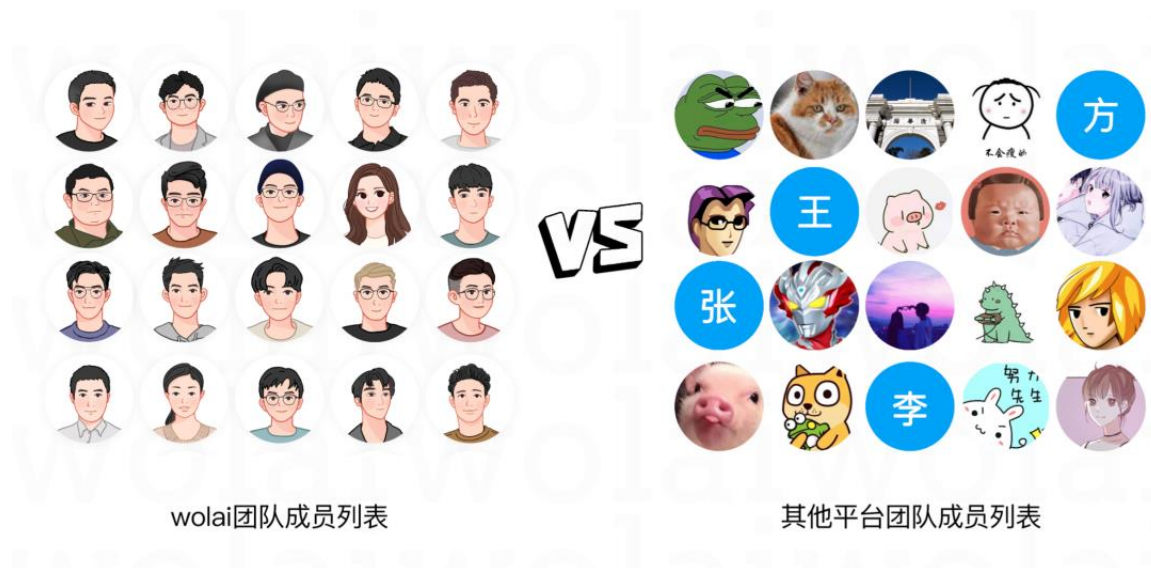 不会瘦的
方
王
VS
张
努力
先生
李
wolai团队成员列表
其他平台团队成员列表